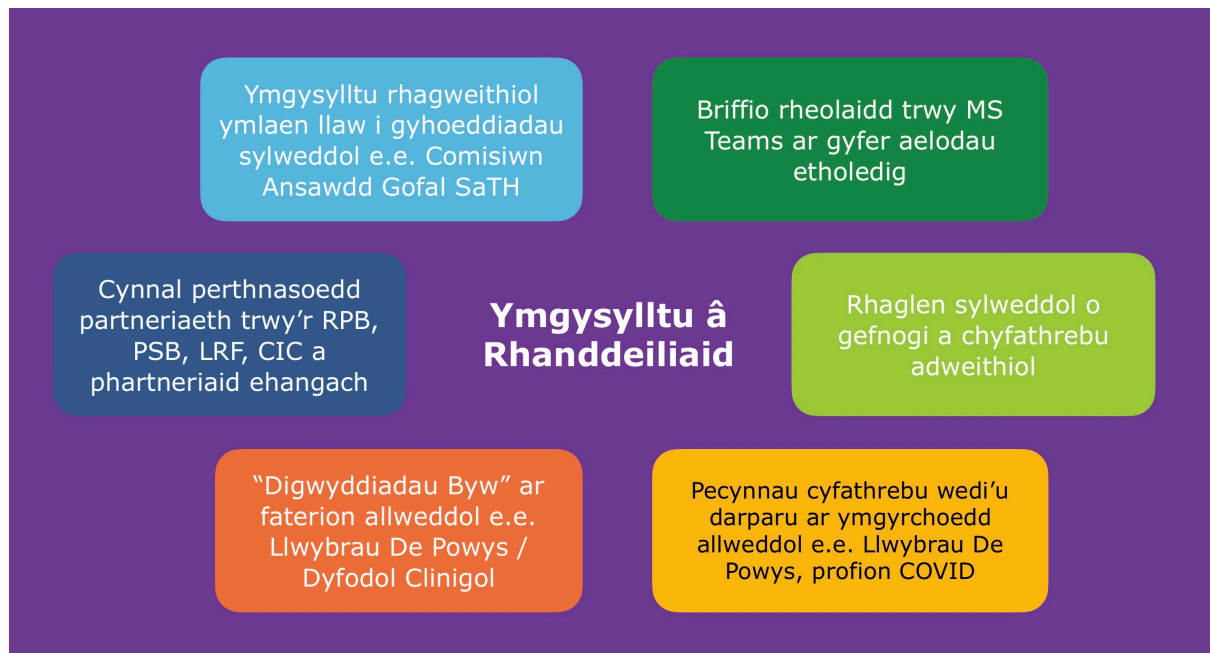 Ymgysylltu rhagweithiol
ymlaen llaw i gyhoeddiadau
sylweddol e.e. Comisiwn
Ansawdd Gofal SaTH
Briffio rheolaidd trwy MS
Teams ar gyfer aelodau
etholedig
Cynnal perthnasoedd
partneriaeth trwy’r RPB,
PSB, LRF, CIC a
phartneriaid ehangach
Ymgysylltu â
Rhanddeiliaid
Rhaglen sylweddol o
gefnogi a chyfathrebu
adweithiol
“Digwyddiadau Byw” ar
faterion allweddol e.e.
Llwybrau De Powys /
Dyfodol Clinigol
Pecynnau cyfathrebu wedi’u
darparu ar ymgyrchoedd
allweddol e.e. Llwybrau De
Powys, profion COVID